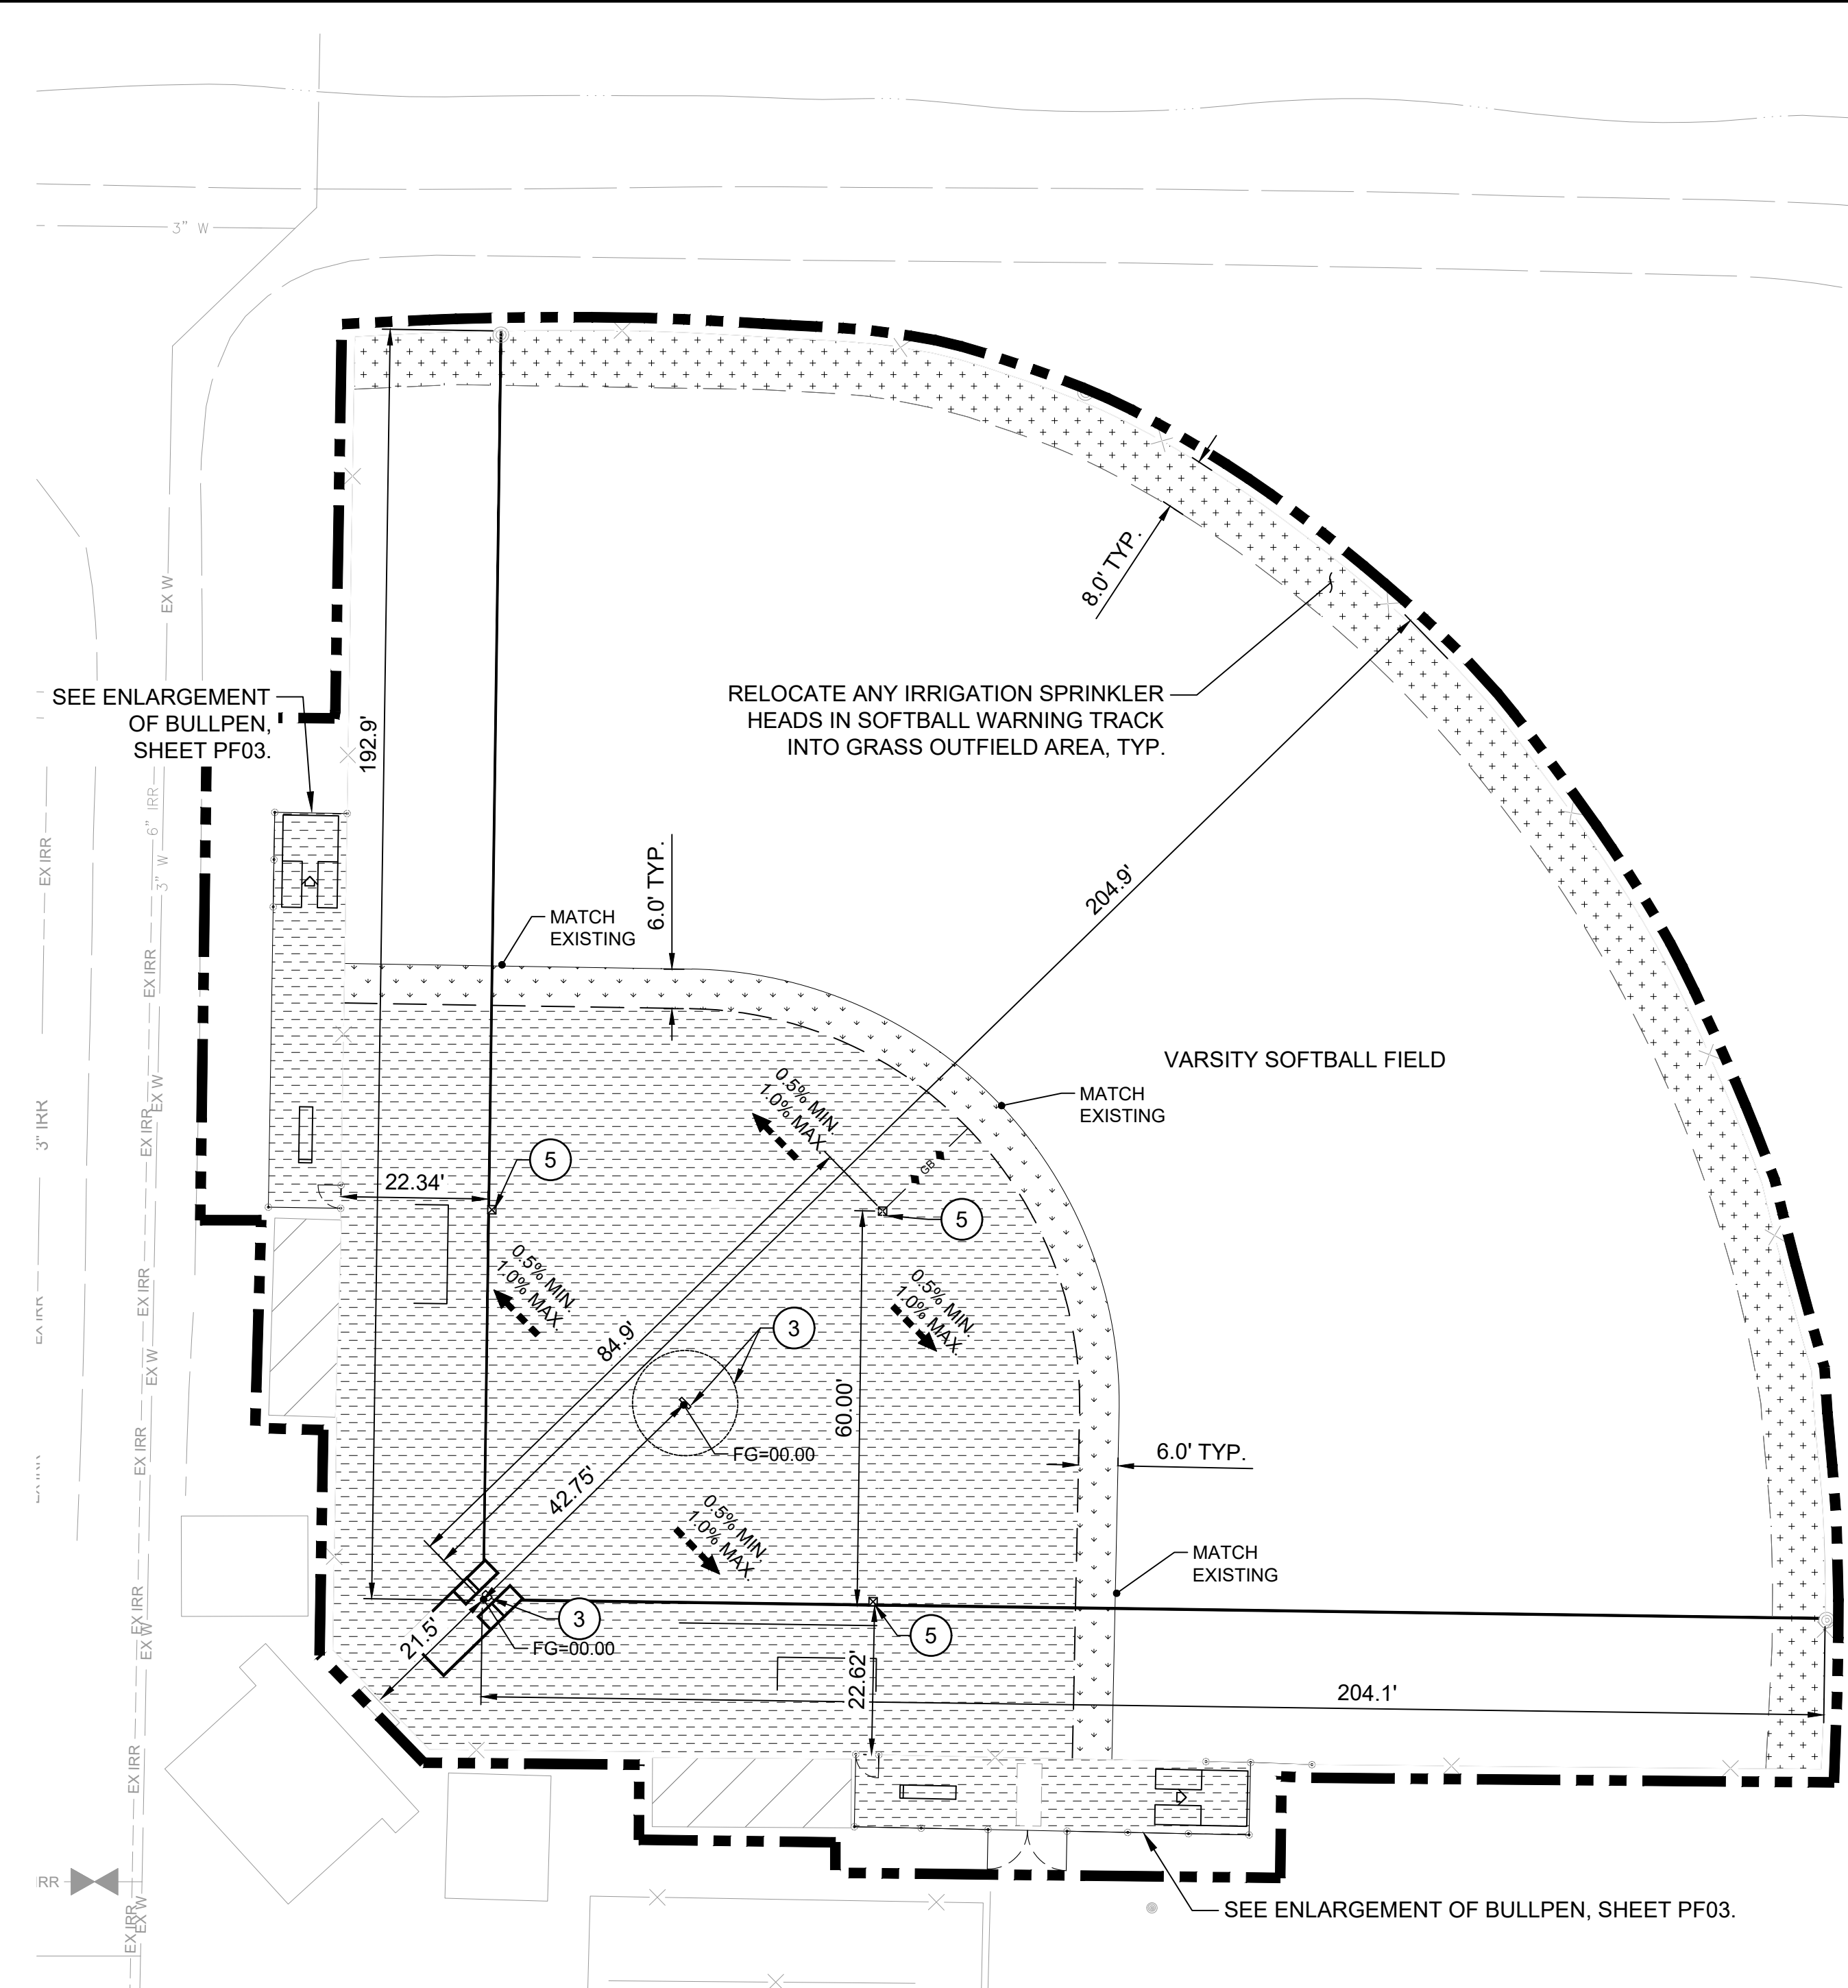 3" W
EX W
SEE ENLARGEMENT
OF BULLPEN,
SHEET PF03.
192.9'
8.0' TYP.
RELOCATE ANY IRRIGATION SPRINKLER
HEADS IN SOFTBALL WARNING TRACK
INTO GRASS OUTFIELD AREA, TYP.
6" IRR
3" W
EX IRR
6.0' TYP.
204.9'
MATCH
EXISTING
EX IRR
VARSITY SOFTBALL FIELD
MATCH
EXISTING
0.5% MIN.
1.0% MAX.
EX W
EX IRR
3" IRR
GB
5
22.34'
5
0.5% MIN.
1.0% MAX.
0.5% MIN.
1.0% MAX.
EX IRR
EX IRR
EX W
84.9'
3
60.00'
FG=00.00
6.0' TYP.
EX IRR
42.75'
0.5% MIN.
1.0% MAX.
MATCH
EXISTING
EX IRR
EX W
21.5'
3
FG=00.00
5
22.62'
204.1'
EX IRR
IRR
EX IRR
EX W
SEE ENLARGEMENT OF BULLPEN, SHEET PF03.